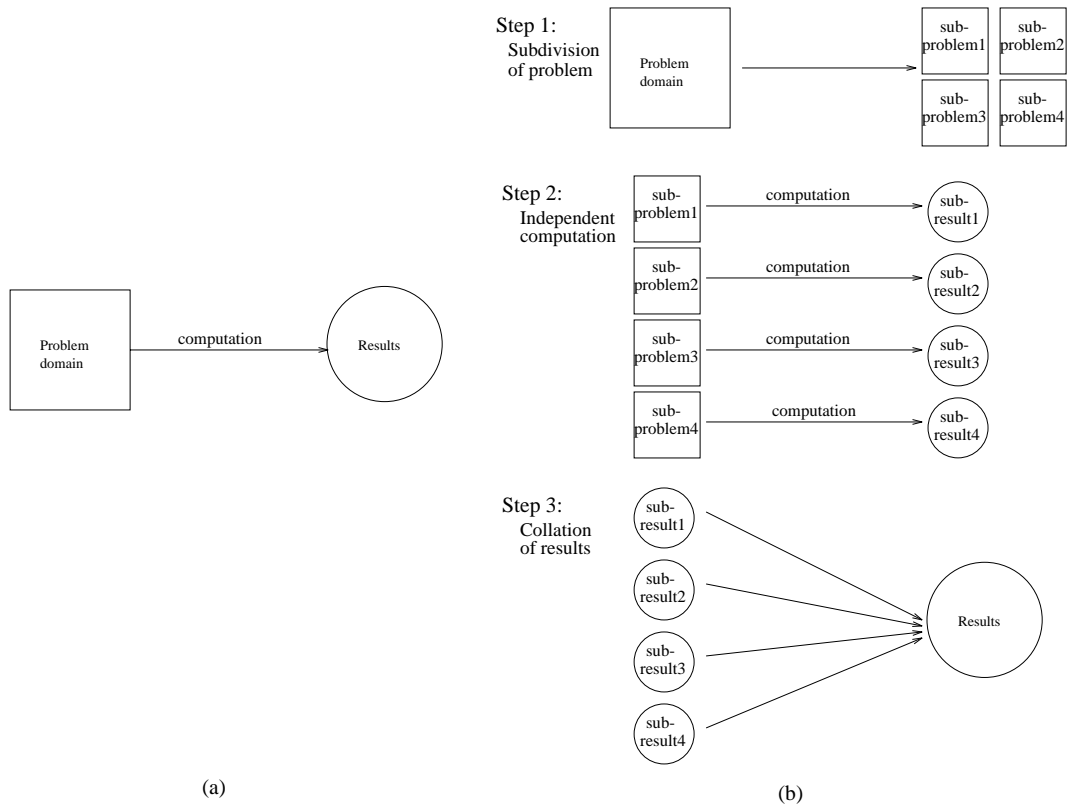 Problem
domain
computation
Results
(a)
Step 1:
Subdivision
of problem
Problem
domain
sub-
problem1
sub-
problem2
sub-
problem3
sub-
problem4
Step 2:
Independent
computation
sub-
problem1
computation
sub-
result1
sub-
problem2
computation
sub-
result2
sub-
problem3
computation
sub-
result3
sub-
problem4
computation
sub-
result4
Step 3:
Collation
of results
sub-
result1
sub-
result2
sub-
result3
sub-
result4
Results
(b)